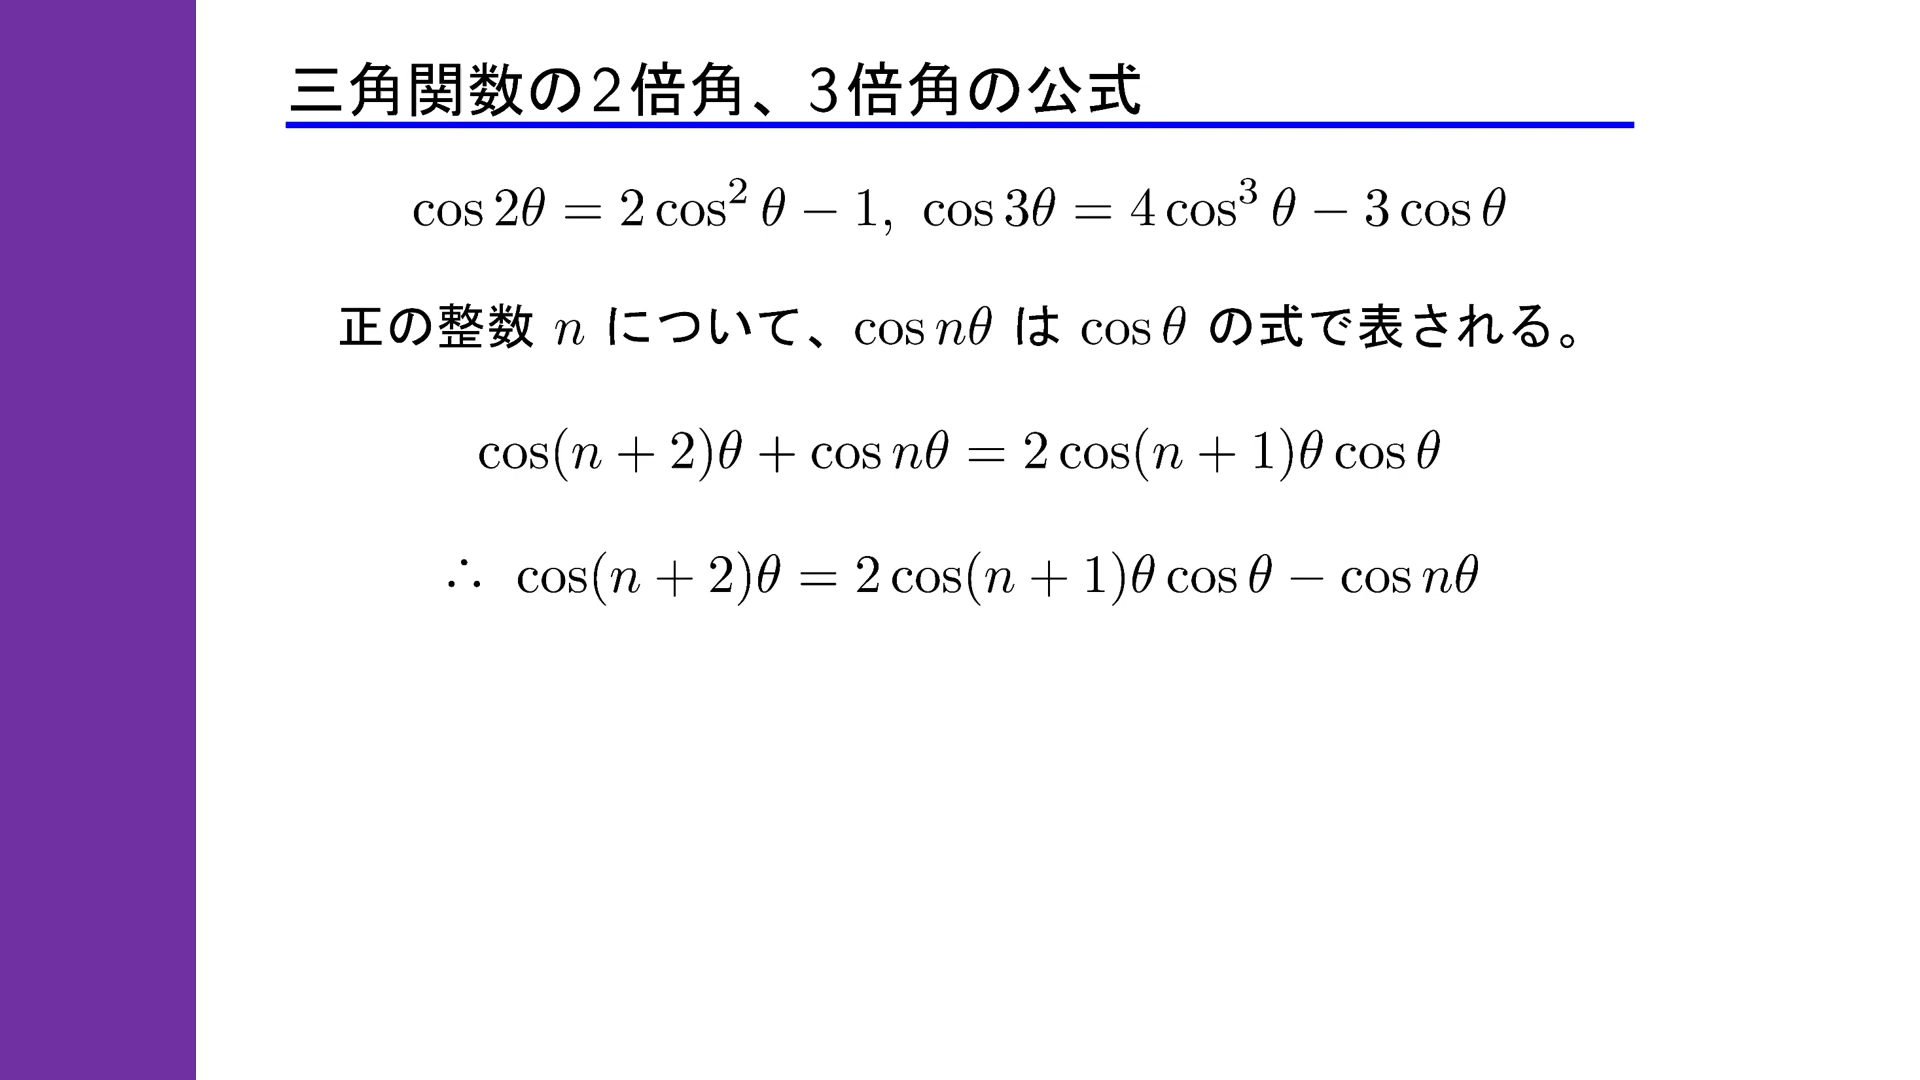 三角関数の2倍角、3倍角の公式
cos 2θ = 2 cos² θ − 1, cos 3θ = 4 cos³ θ − 3 cos θ
正の整数 n について、cos nθ は cos θ の式で表される。
cos(n + 2)θ + cos nθ = 2 cos(n + 1)θ cos θ
∴ cos(n + 2)θ = 2 cos(n + 1)θ cos θ − cos nθ